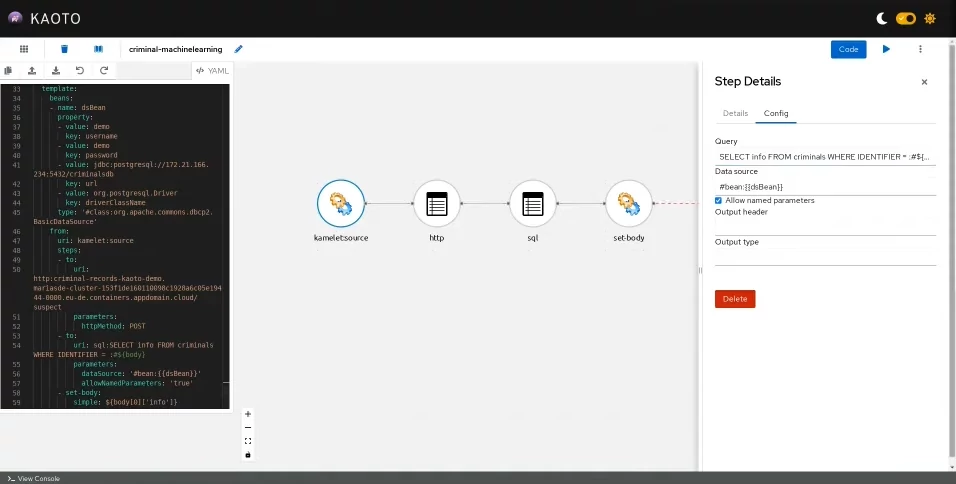 KAOTO
criminal-machinelearning
Code
</> YAML
33 template:
34 beans:
35 - name: dsBean
36 property:
37 - value: demo
38 key: username
39 - value: demo
40 key: password
41 - value: jdbc:postgresql://172.21.166.
234:5432/criminalsdb
42 key: url
43 - value: org.postgresql.Driver
44 key: driverClassName
45 type: '#class:org.apache.commons.dbcp2.
BasicDataSource'
46 from:
47 uri: kamelet:source
48 steps:
49 - to:
50 uri:
http:criminal-records-kaoto-demo.
mariasde-cluster-153f1de160110098c1928a6c05e194
44-0000.eu-de.containers.appdomain.cloud/
suspect
51 parameters:
52 httpMethod: POST
53 - to:
54 uri: sql:SELECT info FROM criminals
WHERE IDENTIFIER = :#${body}
55 parameters:
56 dataSource: '#bean:{{dsBean}}'
57 allowNamedParameters: 'true'
58 - set-body:
59 simple: ${body[0]['info']}
kamelet:source
http
sql
set-body
Step Details
Details
Config
Query
SELECT info FROM criminals WHERE IDENTIFIER = :#${...
Data source
#bean:{{dsBean}}
Allow named parameters
Output header
Output type
Delete
>_ View Console